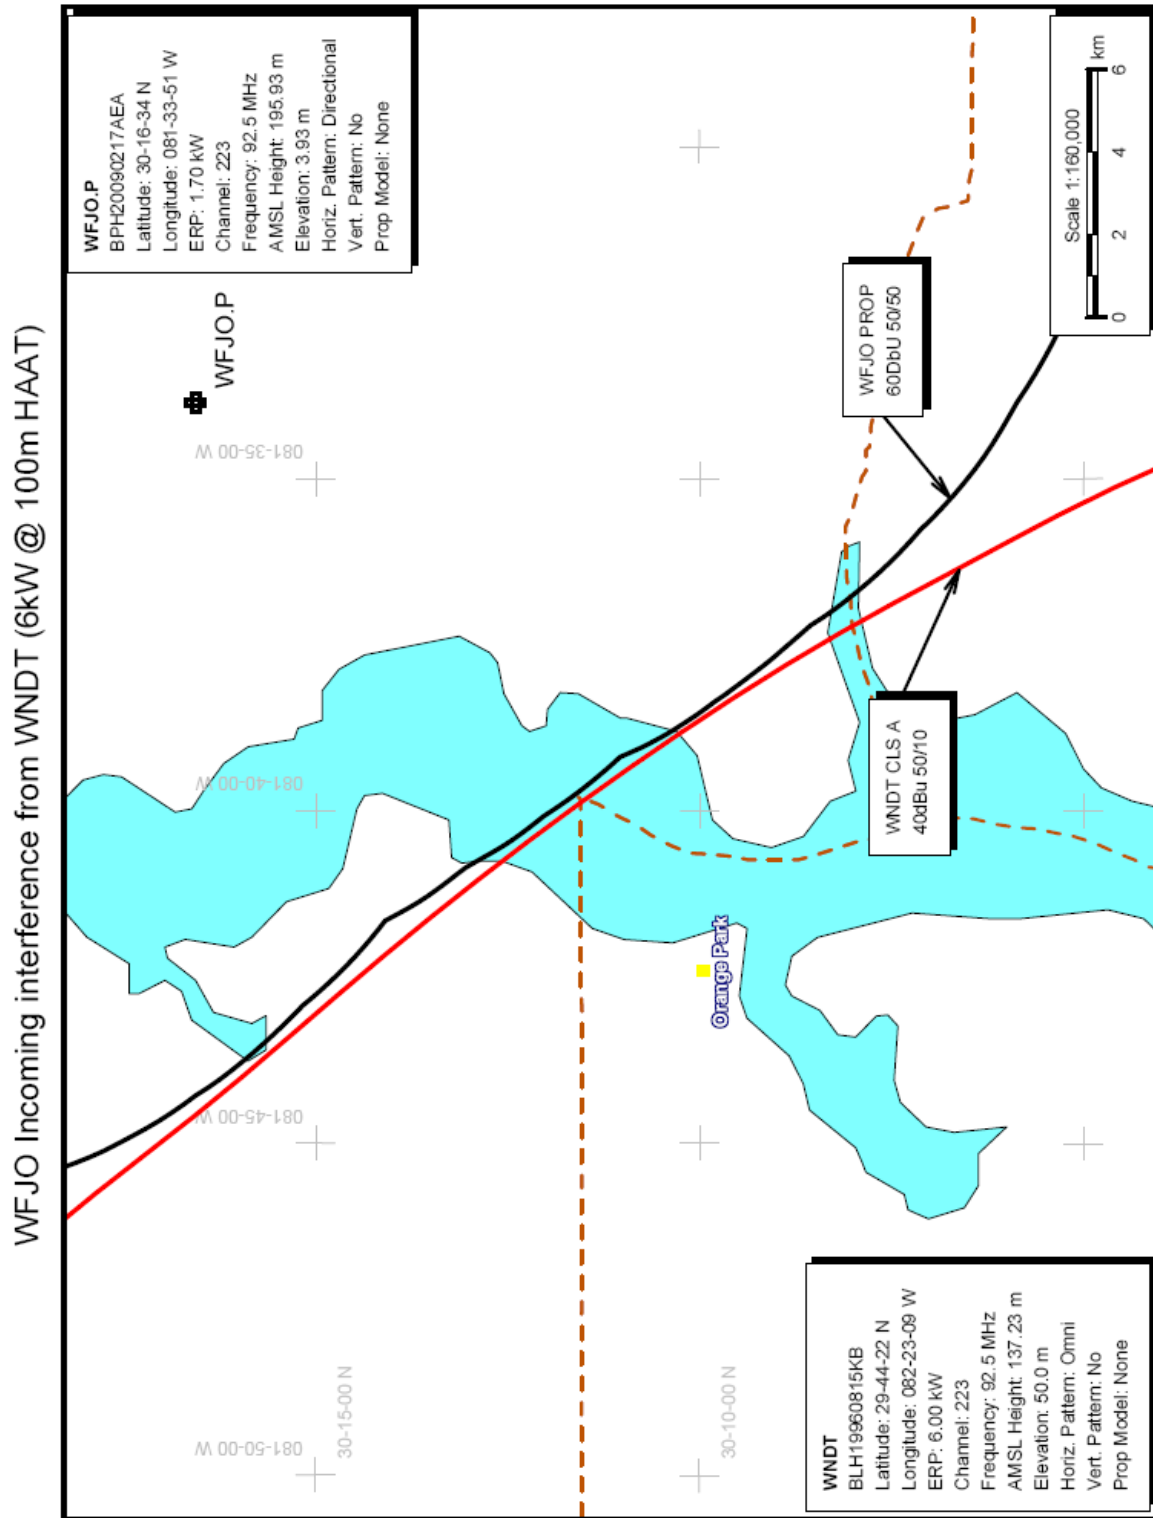 WFJO Incoming interference from WNDT (6kW @ 100m HAAT)
WFJO.P
BPH20090217AEA
Latitude: 30-16-34 N
Longitude: 081-33-51 W
ERP: 1.70 kW
Channel: 223
Frequency: 92.5 MHz
AMSL Height: 195.93 m
Elevation: 3.93 m
Horiz. Pattern: Directional
Vert. Pattern: No
Prop Model: None
WFJO.P
081-35-00 W
081-40-00 W
081-45-00 W
081-50-00 W
30-15-00 N
30-10-00 N
Orange Park
WFJO PROP
60DbU 50/50
WNDT CLS A
40dBu 50/10
Scale 1:160,000
0 2 4 6 km
WNDT
BLH19960815KB
Latitude: 29-44-22 N
Longitude: 082-23-09 W
ERP: 6.00 kW
Channel: 223
Frequency: 92.5 MHz
AMSL Height: 137.23 m
Elevation: 50.0 m
Horiz. Pattern: Omni
Vert. Pattern: No
Prop Model: None